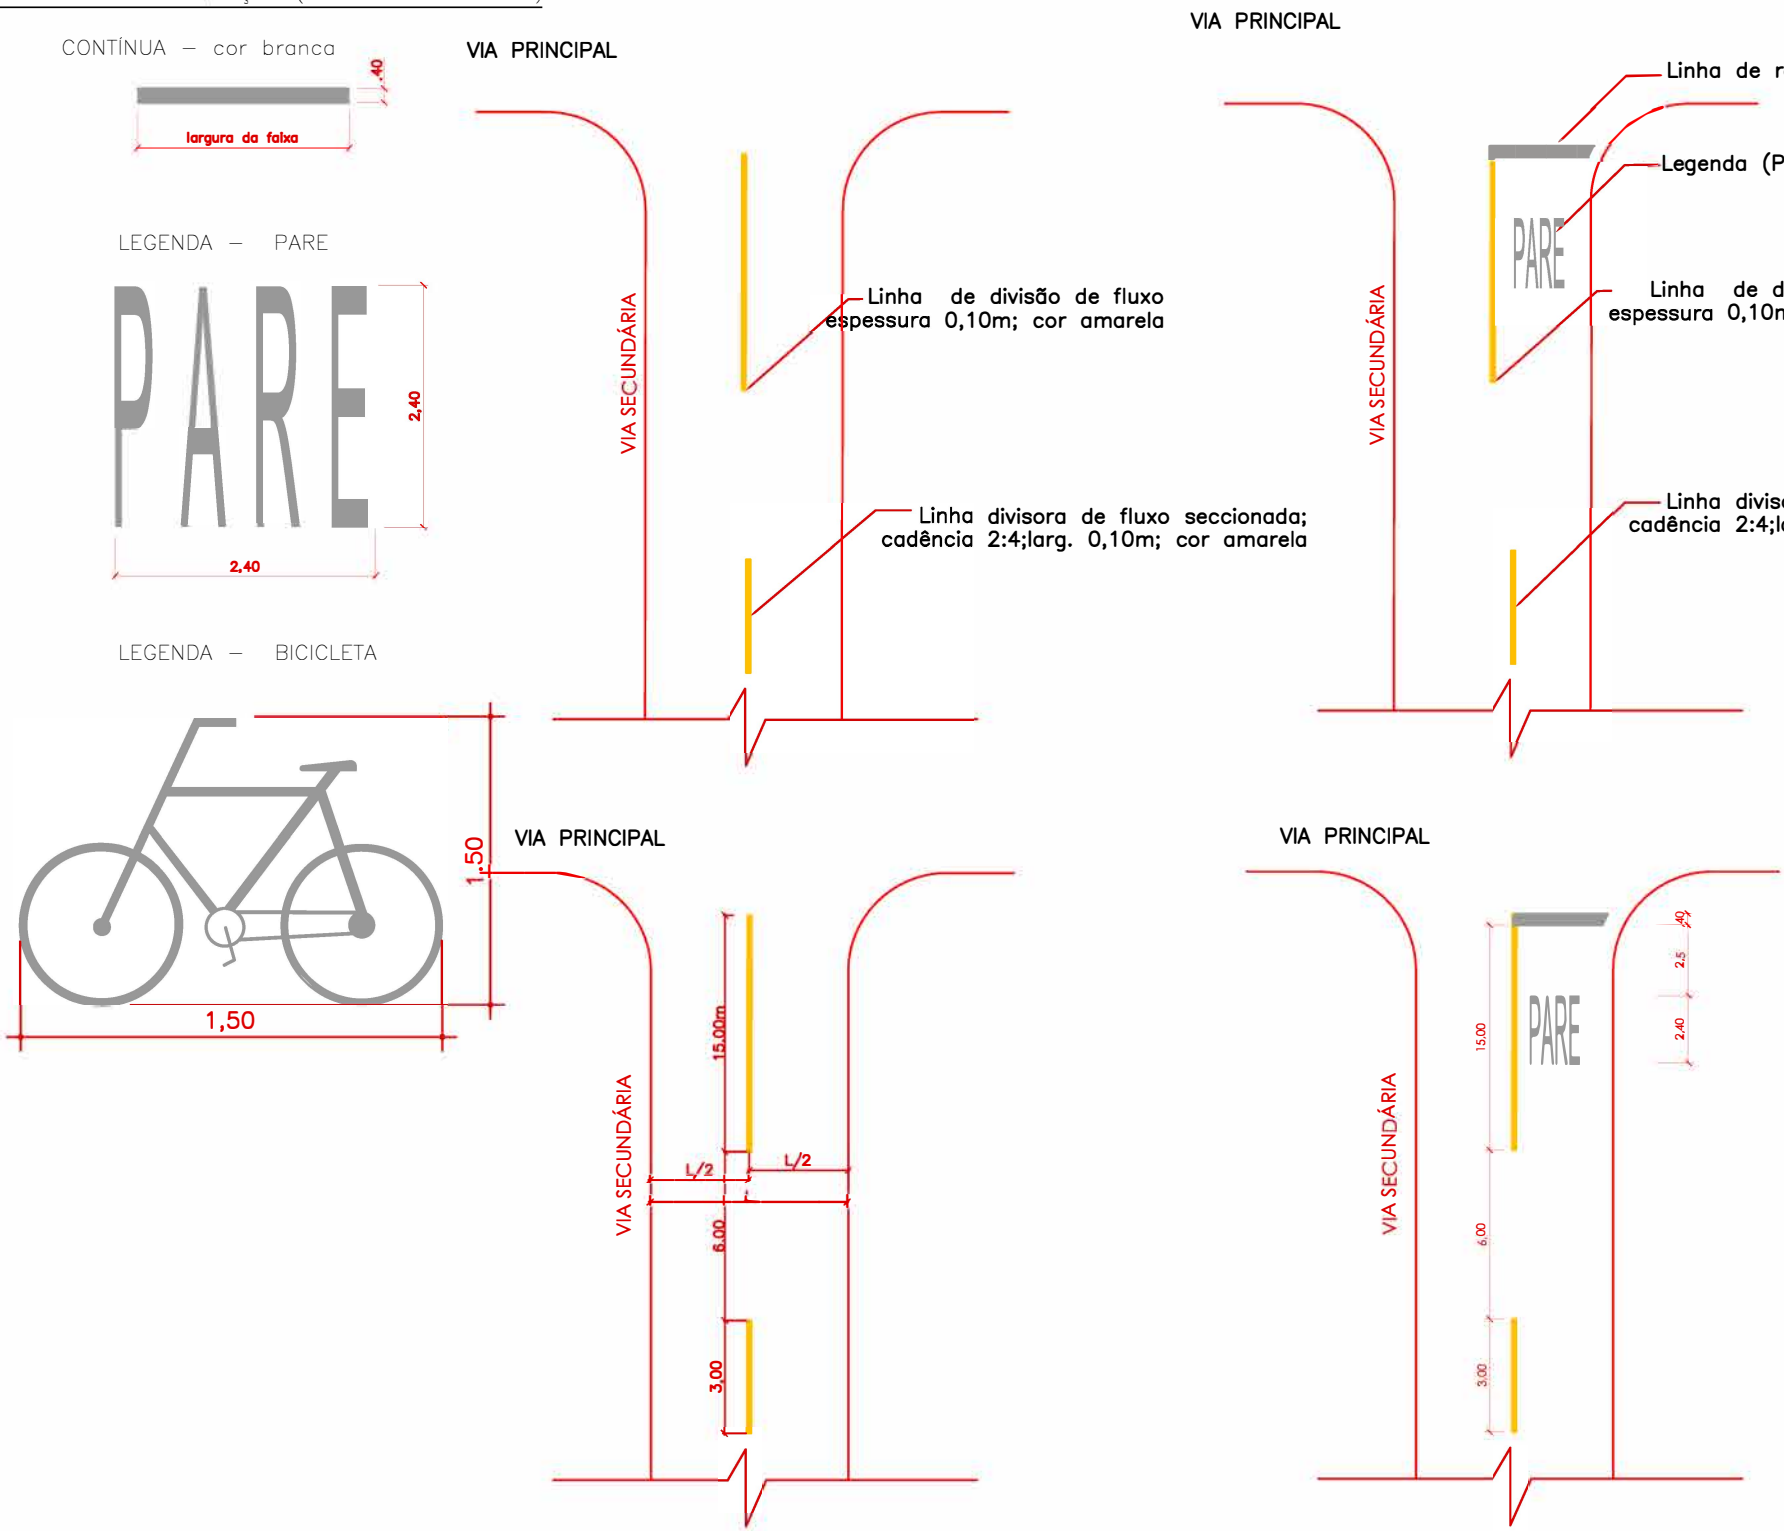 CONTÍNUA – cor branca
.40
largura da faixa
LEGENDA – PARE
PARE
2,40
2,40
LEGENDA – BICICLETA
1.50
1,50
VIA PRINCIPAL
VIA SECUNDÁRIA
Linha de divisão de fluxo
espessura 0,10m; cor amarela
Linha divisora de fluxo seccionada;
cadência 2:4;larg. 0,10m; cor amarela
VIA PRINCIPAL
Linha de r
Legenda (P
PARE
VIA SECUNDÁRIA
Linha de d
espessura 0,10m
Linha diviso
cadência 2:4;la
VIA PRINCIPAL
15.00m
VIA SECUNDÁRIA
L/2
L/2
6.00
3,00
VIA PRINCIPAL
.40
2.5
PARE
15,00
2,40
VIA SECUNDÁRIA
6,00
3,00